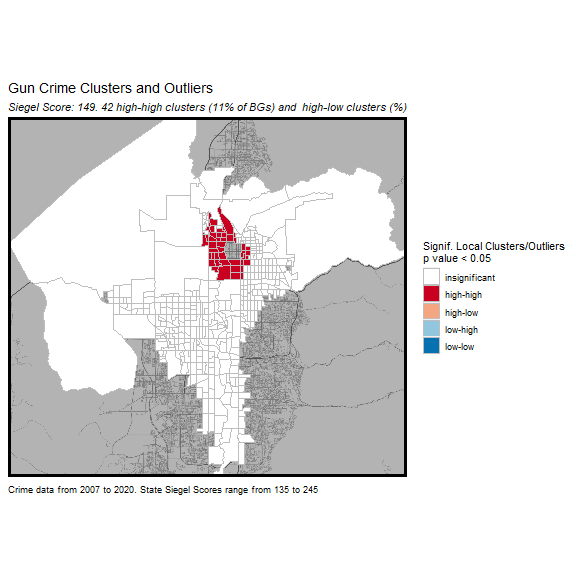 Gun Crime Clusters and Outliers
Siegel Score: 149. 42 high-high clusters (11% of BGs) and  high-low clusters (%)
Signif. Local Clusters/Outliers
p value < 0.05
insignificant
high-high
high-low
low-high
low-low
Crime data from 2007 to 2020. State Siegel Scores range from 135 to 245